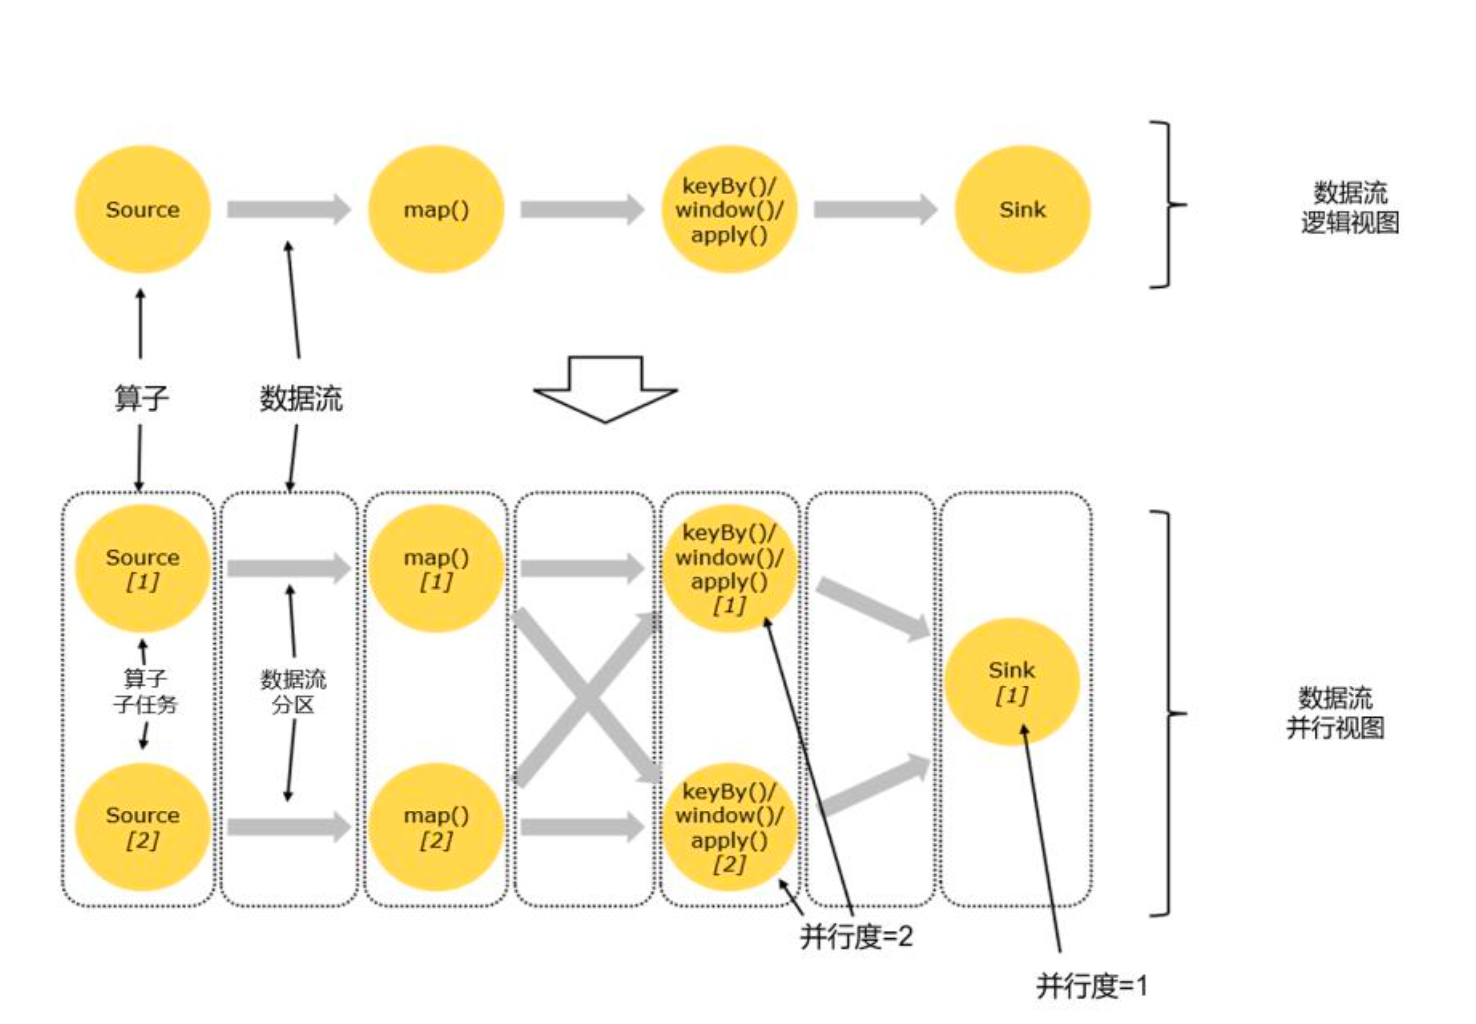 Source
map()
keyBy()/
window()/
apply()
Sink
数据流
逻辑视图
算子
数据流
Source
[1]
map()
[1]
keyBy()/
window()/
apply()
[1]
算子
子任务
数据流
分区
Sink
[1]
数据流
并行视图
Source
[2]
map()
[2]
keyBy()/
window()/
apply()
[2]
并行度=2
并行度=1